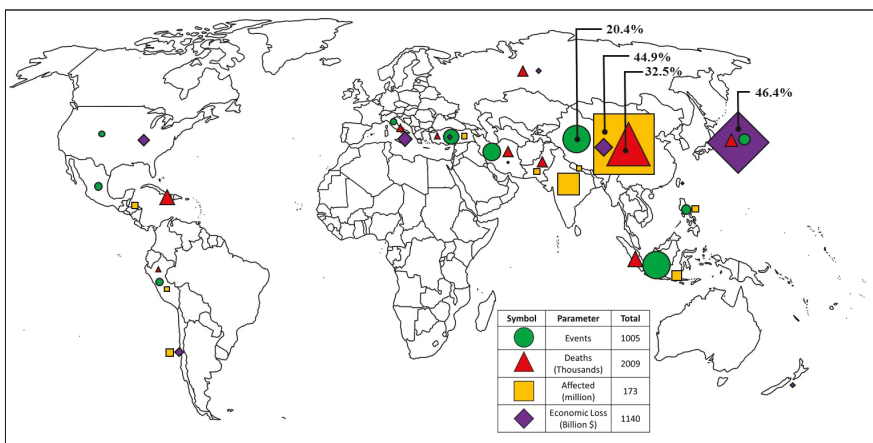 20.4%
44.9%
32.5%
46.4%
Symbol Parameter Total
Events 1005
Deaths (Thousands) 2009
Affected (million) 173
Economic Loss (Billion $) 1140